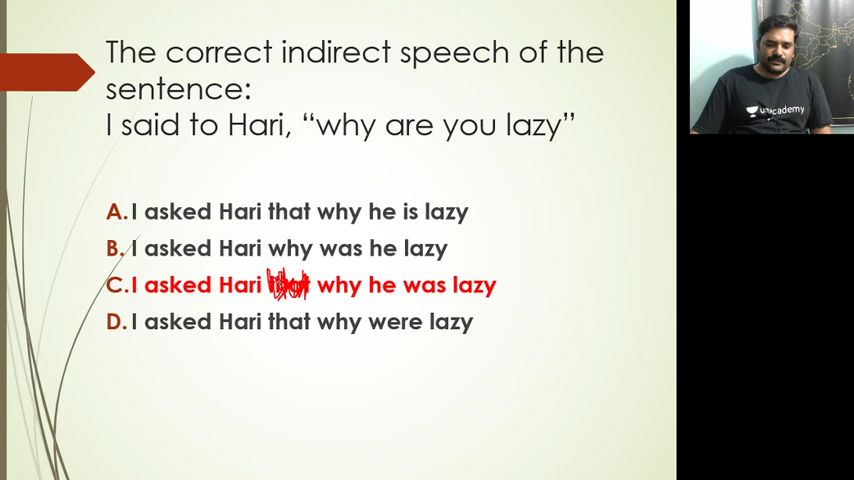 The correct indirect speech of the
sentence:
I said to Hari, “why are you lazy”
A. I asked Hari that why he is lazy
B. I asked Hari why was he lazy
C. I asked Hari why he was lazy
D. I asked Hari that why were lazy
unacademy